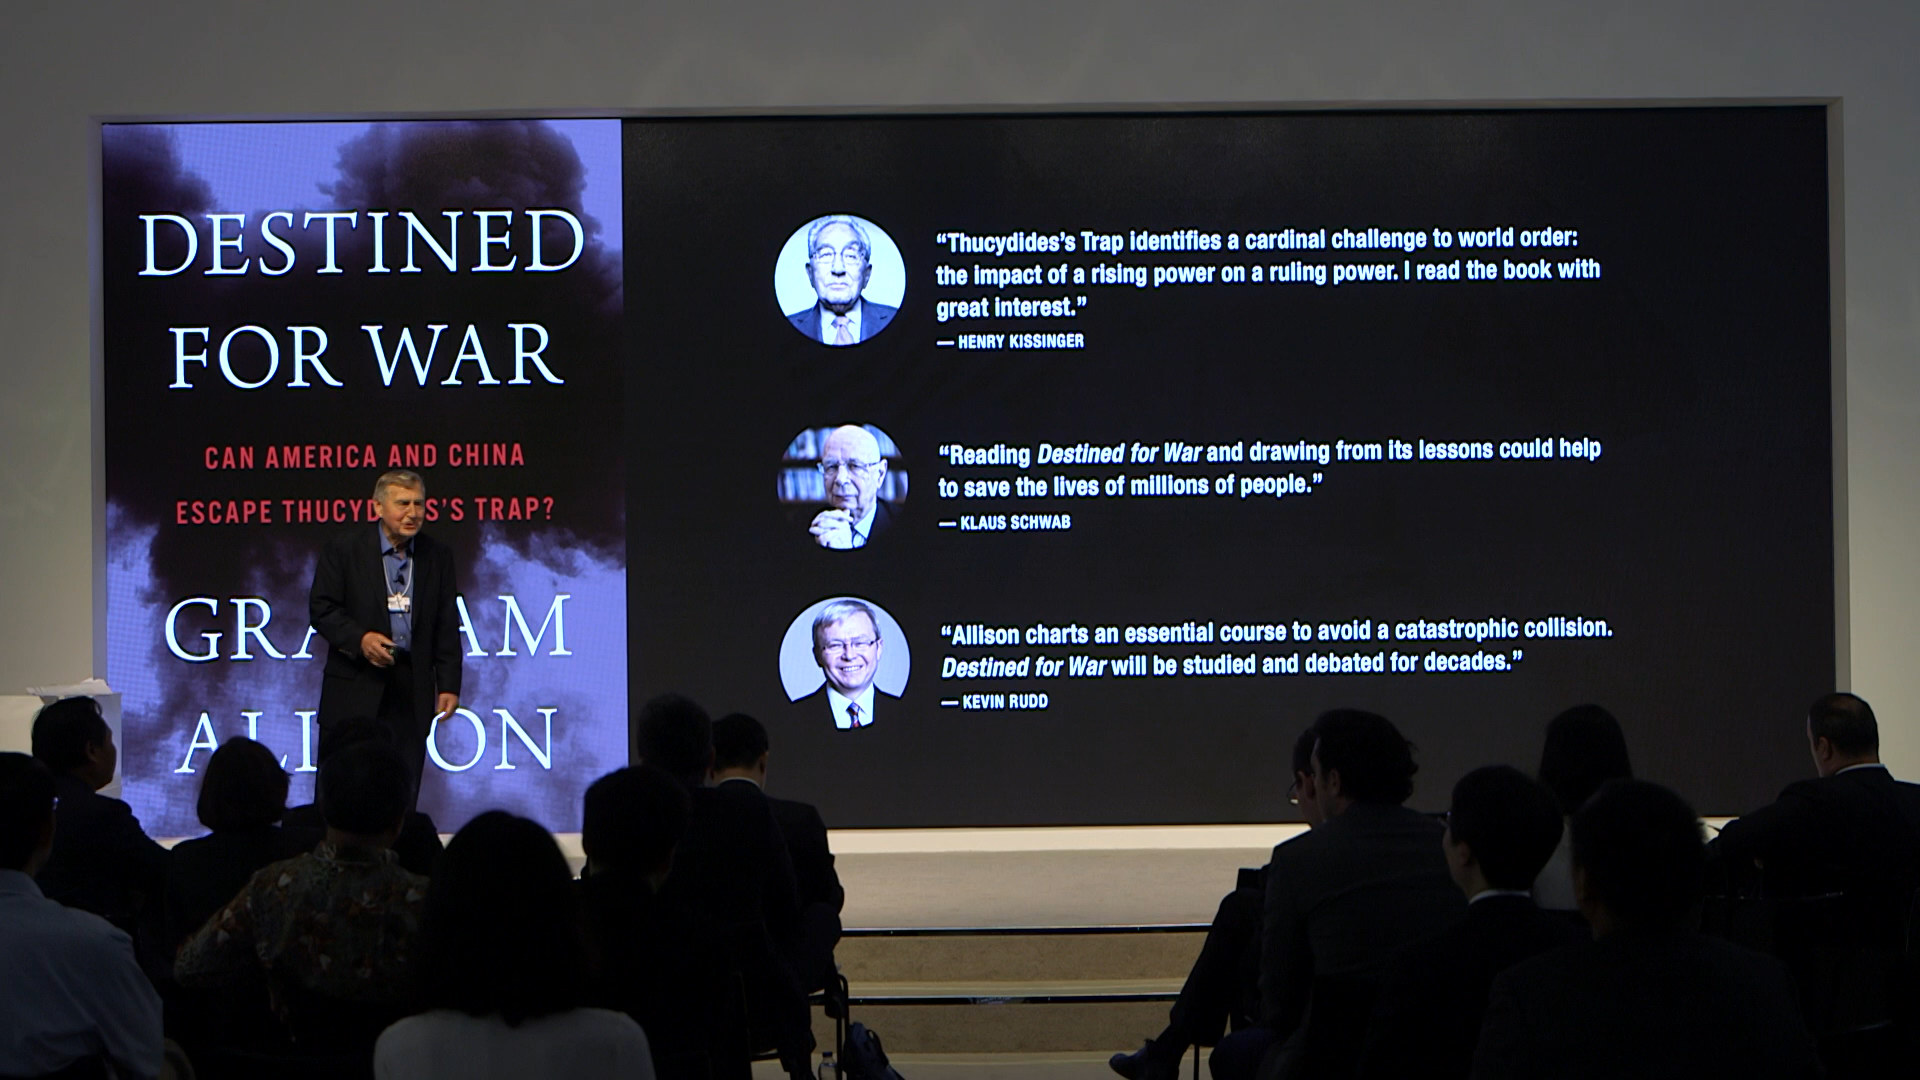 DESTINED
FOR WAR
CAN AMERICA AND CHINA
ESCAPE THUCYD S'S TRAP?
GRA AM
ALL ON
“Thucydides’s Trap identifies a cardinal challenge to world order:
the impact of a rising power on a ruling power. I read the book with
great interest.”
— HENRY KISSINGER
“Reading Destined for War and drawing from its lessons could help
to save the lives of millions of people.”
— KLAUS SCHWAB
“Allison charts an essential course to avoid a catastrophic collision.
Destined for War will be studied and debated for decades.”
— KEVIN RUDD